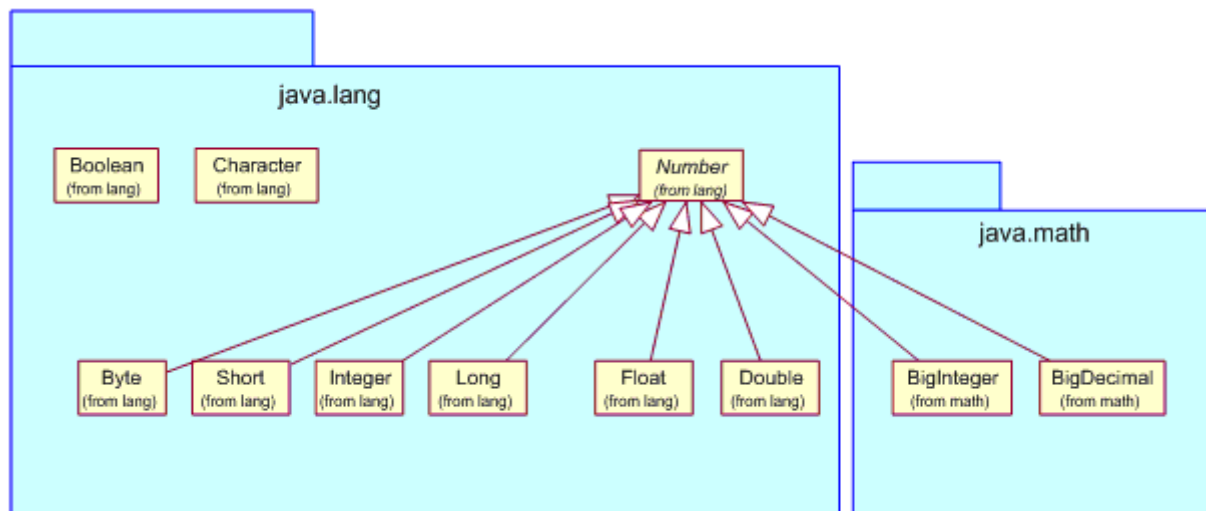 java.lang
Boolean
(from lang)
Character
(from lang)
Number
(from lang)
java.math
Byte
(from lang)
Short
(from lang)
Integer
(from lang)
Long
(from lang)
Float
(from lang)
Double
(from lang)
BigInteger
(from math)
BigDecimal
(from math)